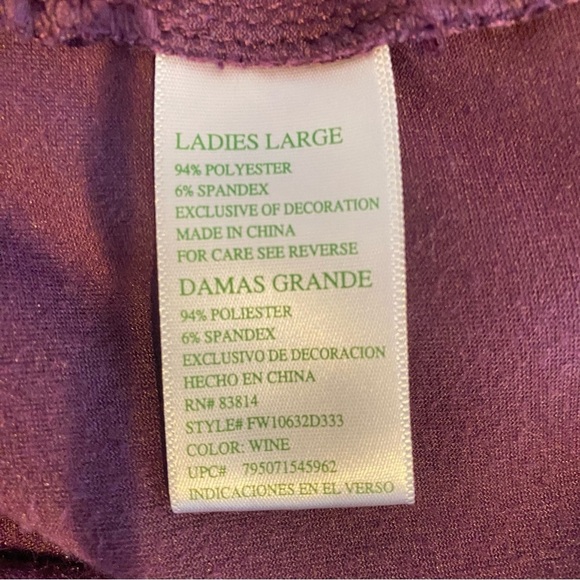 LADIES LARGE
94% POLYESTER
6% SPANDEX
EXCLUSIVE OF DECORATION
MADE IN CHINA
FOR CARE SEE REVERSE
DAMAS GRANDE
94% POLIESTER
6% SPANDEX
EXCLUSIVO DE DECORACION
HECHO EN CHINA
RN# 83814
STYLE# FW10632D333
COLOR: WINE
UPC# 795071545962
INDICACIONES EN EL VERSO